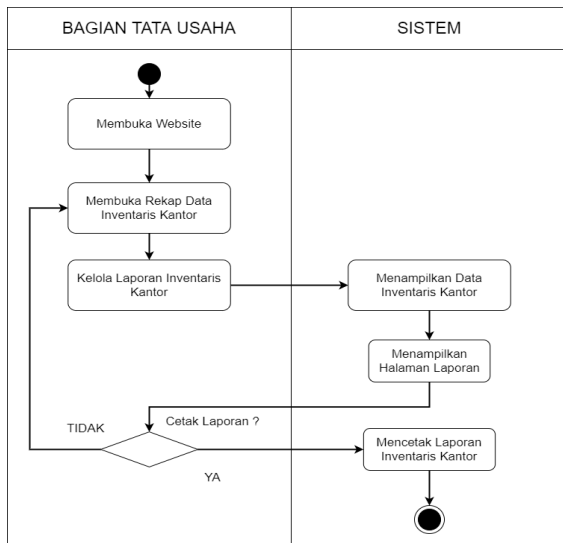 BAGIAN TATA USAHA
SISTEM
Membuka Website
Membuka Rekap Data
Inventaris Kantor
Kelola Laporan Inventaris
Kantor
Menampilkan Data
Inventaris Kantor
Menampilkan
Halaman Laporan
Cetak Laporan ?
TIDAK
YA
Mencetak Laporan
Inventaris Kantor